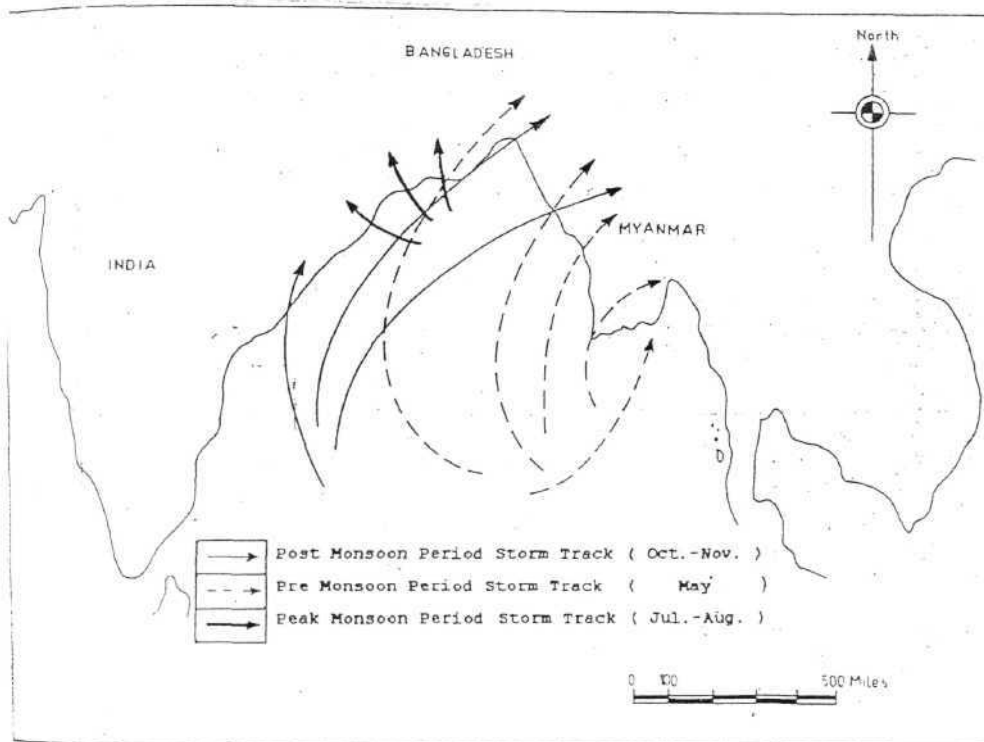 BANGLADESH
North
MYANMAR
INDIA
Post Monsoon Period Storm Track ( Oct.-Nov. )
Pre Monsoon Period Storm Track ( May )
Peak Monsoon Period Storm Track ( Jul.-Aug. )
0 100 500 Miles